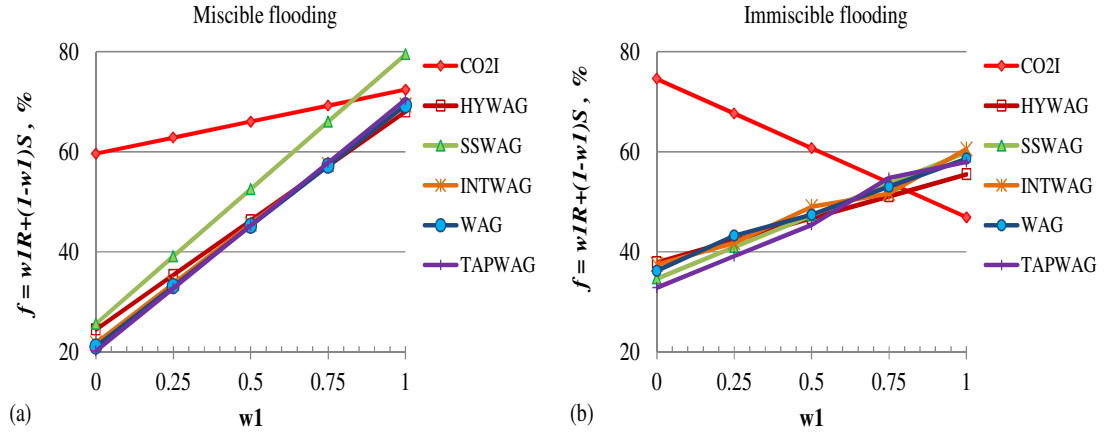 Miscible flooding
f = w1R+(1-w1)S , %
80
60
40
20
0
0.25
0.5
0.75
1
w1
(a)
CO2I
HYWAG
SSWAG
INTWAG
WAG
TAPWAG
Immiscible flooding
f = w1R+(1-w1)S , %
80
60
40
20
0
0.25
0.5
0.75
1
w1
(b)
CO2I
HYWAG
SSWAG
INTWAG
WAG
TAPWAG